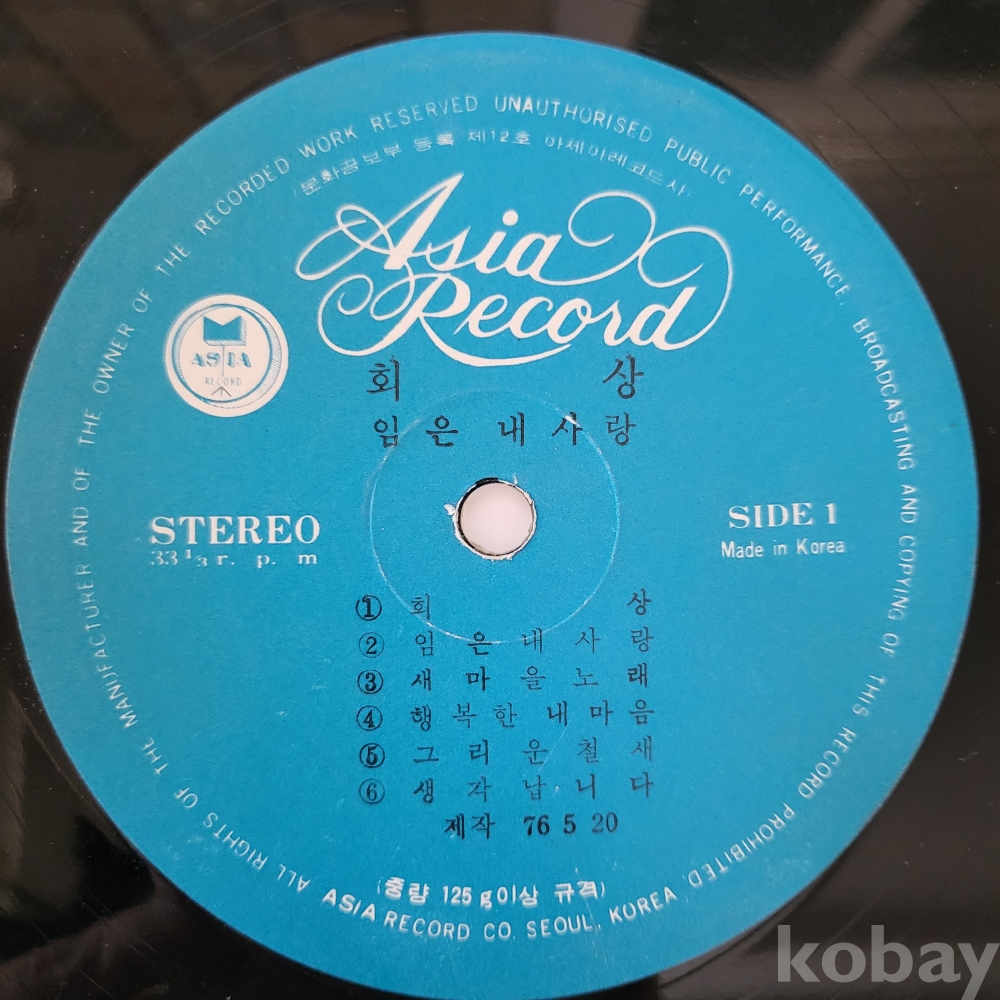 ALL RIGHTS OF THE MANUFACTURER AND OF THE OWNER OF THE RECORDED WORK RESERVED UNAUTHORISED PUBLIC PERFORMANCE. BROADCASTING AND COPYING OF THIS RECORD PROHIBITED.
(문화공보부 등록 제12호 아세아레코드사)
Asia
Record
ASIA
RECORD
회 상
임은 내사랑
STEREO
33 1/3 r. p. m
SIDE 1
Made in Korea
① 회 상
② 임은내사랑
③ 새마을노래
④ 행복한 내마음
⑤ 그리운철새
⑥ 생각납니다
제작 76 5 20
(중량 125g이상 규격)
ASIA RECORD CO. SEOUL, KOREA
kobay